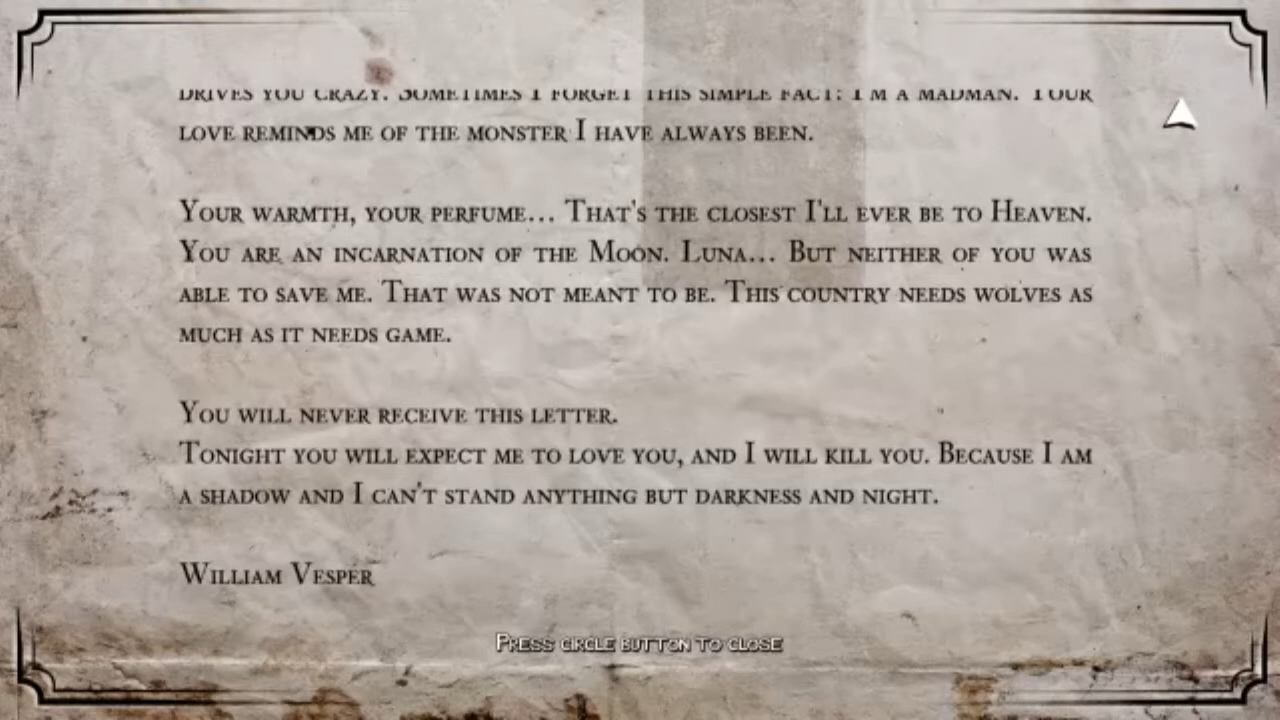 DRIVES YOU CRAZY. SOMETIMES I FORGET THIS SIMPLE FACT: I'M A MADMAN. YOUR
LOVE REMINDS ME OF THE MONSTER I HAVE ALWAYS BEEN.
YOUR WARMTH, YOUR PERFUME... THAT'S THE CLOSEST I'LL EVER BE TO HEAVEN.
YOU ARE AN INCARNATION OF THE MOON. LUNA... BUT NEITHER OF YOU WAS
ABLE TO SAVE ME. THAT WAS NOT MEANT TO BE. THIS COUNTRY NEEDS WOLVES AS
MUCH AS IT NEEDS GAME.
YOU WILL NEVER RECEIVE THIS LETTER.
TONIGHT YOU WILL EXPECT ME TO LOVE YOU, AND I WILL KILL YOU. BECAUSE I AM
A SHADOW AND I CAN'T STAND ANYTHING BUT DARKNESS AND NIGHT.
WILLIAM VESPER
PRESS CIRCLE BUTTON TO CLOSE